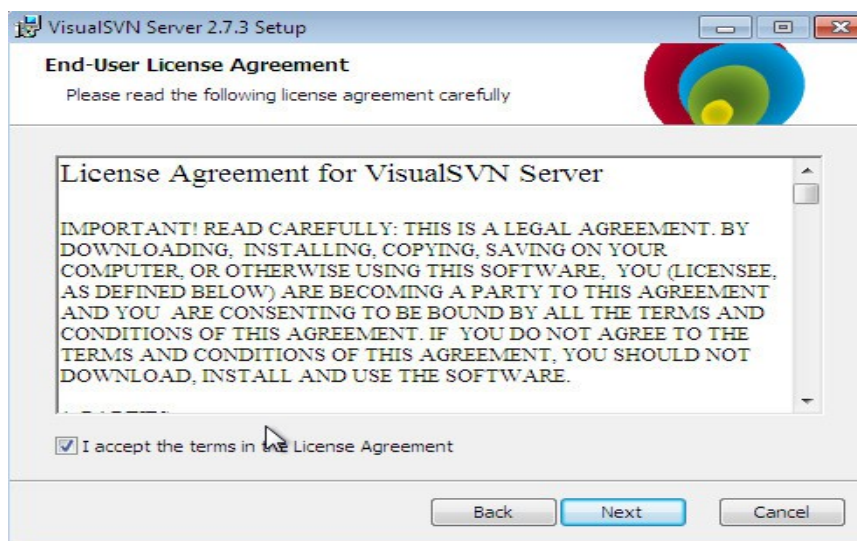 VisualSVN Server 2.7.3 Setup
End-User License Agreement
Please read the following license agreement carefully
License Agreement for VisualSVN Server
IMPORTANT! READ CAREFULLY: THIS IS A LEGAL AGREEMENT. BY
DOWNLOADING, INSTALLING, COPYING, SAVING ON YOUR
COMPUTER, OR OTHERWISE USING THIS SOFTWARE, YOU (LICENSEE,
AS DEFINED BELOW) ARE BECOMING A PARTY TO THIS AGREEMENT
AND YOU ARE CONSENTING TO BE BOUND BY ALL THE TERMS AND
CONDITIONS OF THIS AGREEMENT. IF YOU DO NOT AGREE TO THE
TERMS AND CONDITIONS OF THIS AGREEMENT, YOU SHOULD NOT
DOWNLOAD, INSTALL AND USE THE SOFTWARE.
I accept the terms in the License Agreement
Back Next Cancel